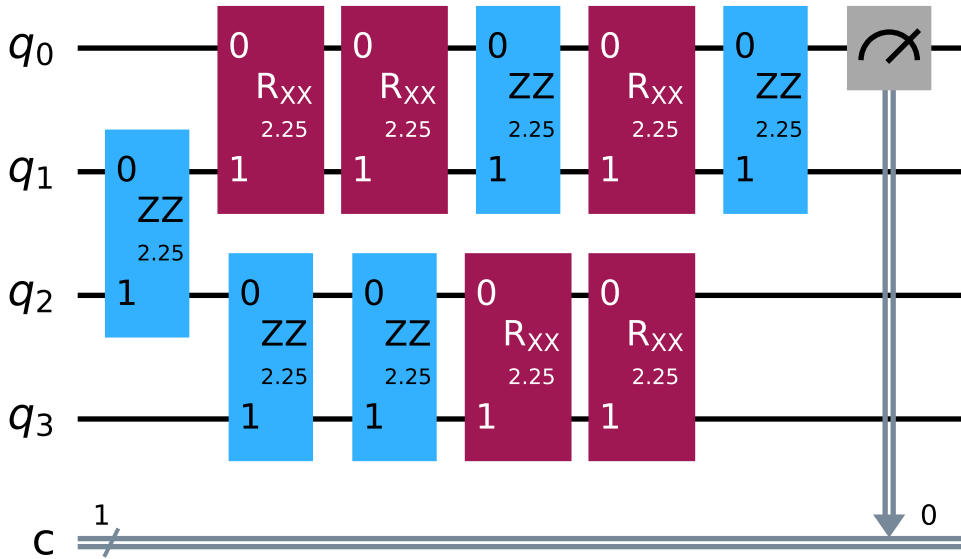 q0 0 0 0 0 0
RXX RXX ZZ RXX ZZ
2.25 2.25 2.25 2.25 2.25
q1 0 1 1 1 1 1
ZZ
2.25
q2 1 0 0 0 0
ZZ ZZ RXX RXX
2.25 2.25 2.25 2.25
q3 1 1 1 1
1 0
c